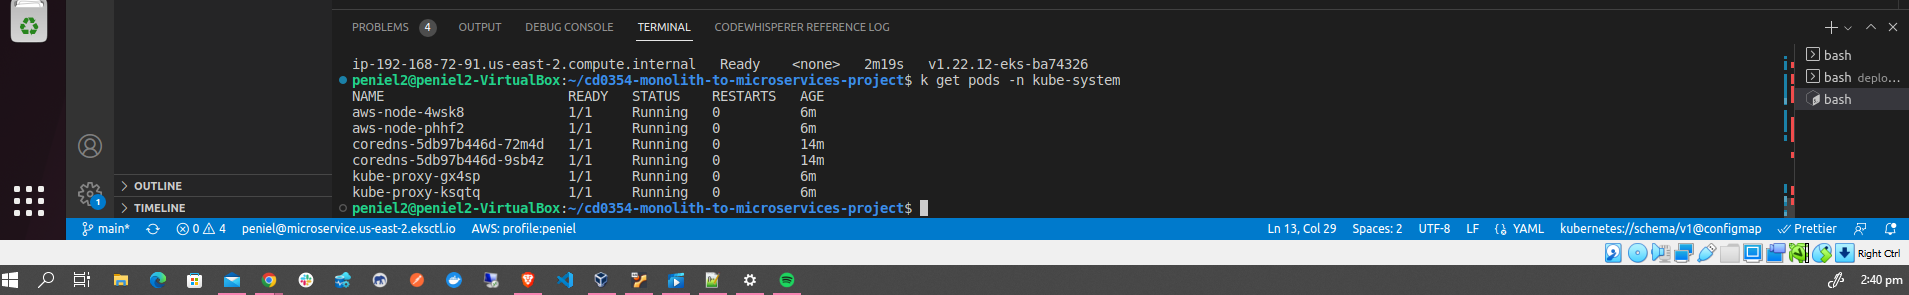 PROBLEMS 4 OUTPUT DEBUG CONSOLE TERMINAL CODEWHISPERER REFERENCE LOG
ip-192-168-72-91.us-east-2.compute.internal Ready <none> 2m19s v1.22.12-eks-ba74326
peniel2@peniel2-VirtualBox:~/cd0354-monolith-to-microservices-project$ k get pods -n kube-system
NAME READY STATUS RESTARTS AGE
aws-node-4wsk8 1/1 Running 0 6m
aws-node-phhf2 1/1 Running 0 6m
coredns-5db97b446d-72m4d 1/1 Running 0 14m
coredns-5db97b446d-9sb4z 1/1 Running 0 14m
kube-proxy-gx4sp 1/1 Running 0 6m
kube-proxy-ksqtq 1/1 Running 0 6m
peniel2@peniel2-VirtualBox:~/cd0354-monolith-to-microservices-project$
bash
bash deplo...
bash
OUTLINE
TIMELINE
1
main* 0 4 peniel@microservice.us-east-2.eksctl.io AWS: profile:peniel Ln 13, Col 29 Spaces: 2 UTF-8 LF {} YAML kubernetes://schema/v1@configmap Prettier
Right Ctrl
2:40 pm